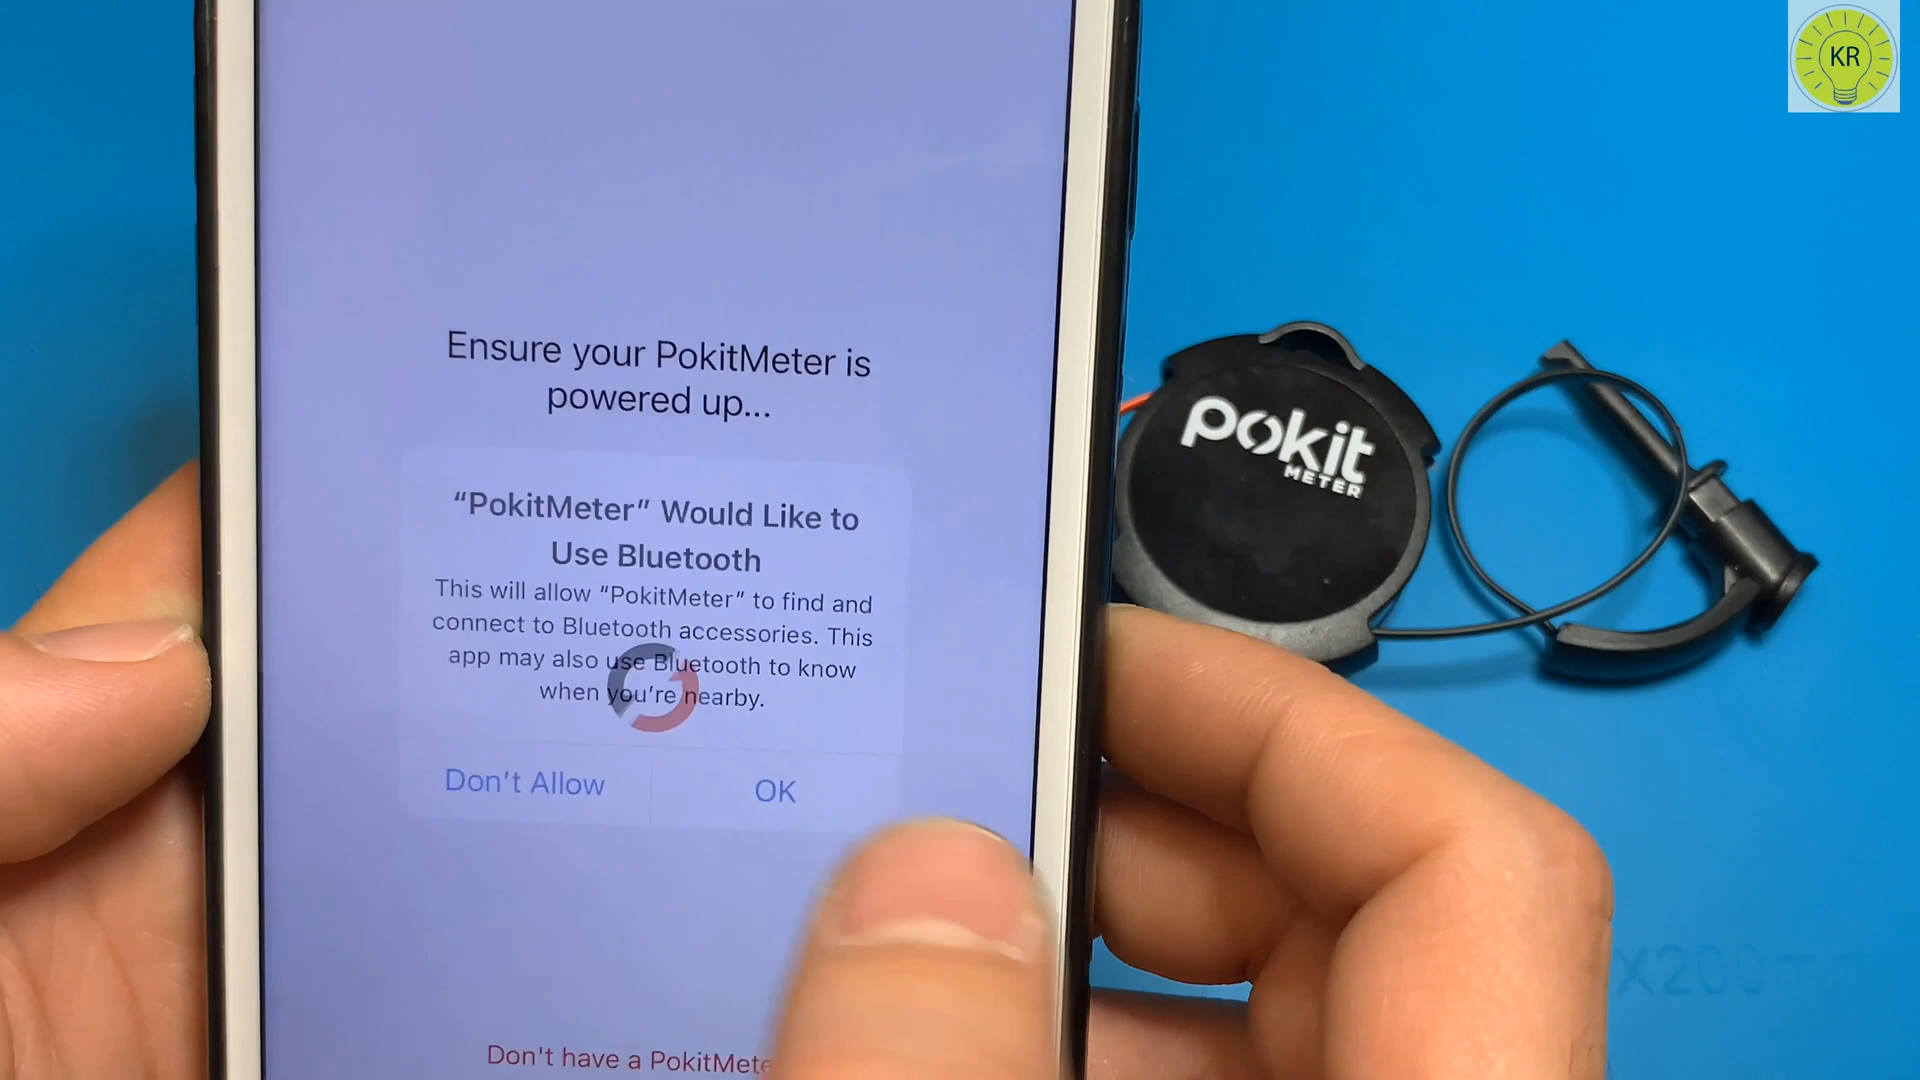 KR
Ensure your PokitMeter is
powered up...
“PokitMeter” Would Like to
Use Bluetooth
This will allow “PokitMeter” to find and
connect to Bluetooth accessories. This
app may also use Bluetooth to know
when you’re nearby.
Don’t Allow
OK
Don't have a
pokit
METER
x200m